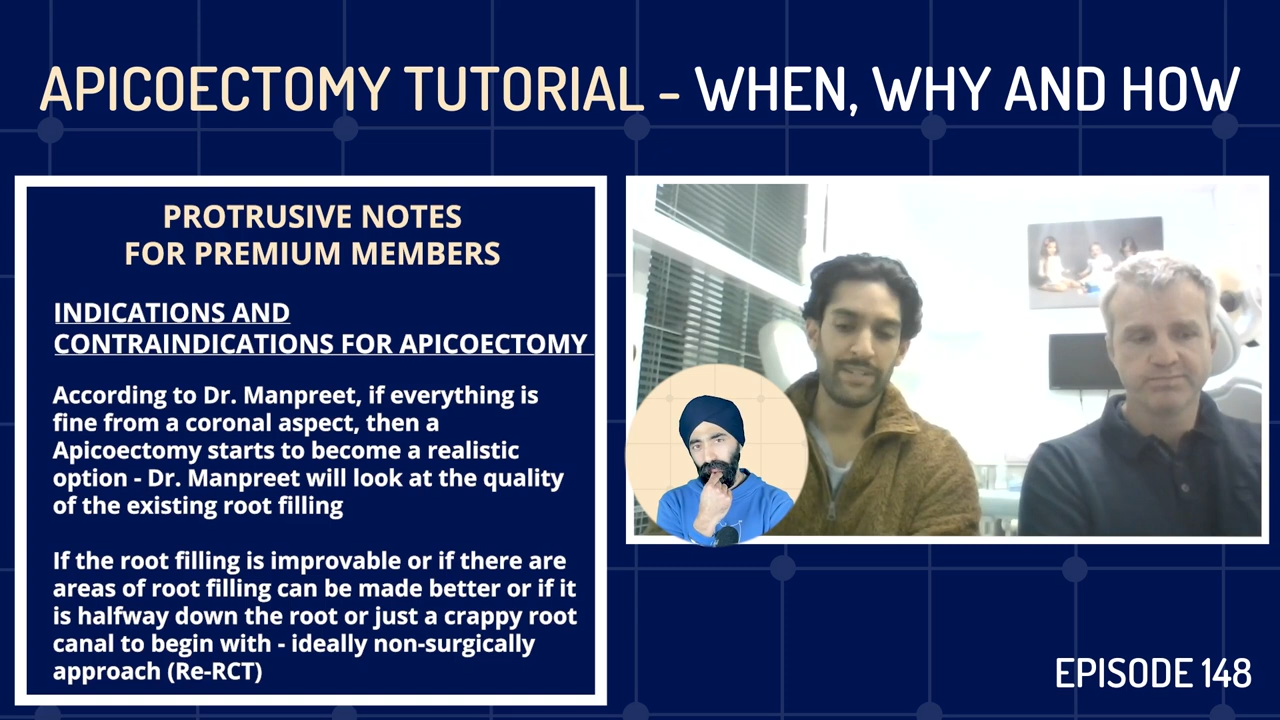 APICOECTOMY TUTORIAL - WHEN, WHY AND HOW
PROTRUSIVE NOTES
FOR PREMIUM MEMBERS
INDICATIONS AND
CONTRAINDICATIONS FOR APICOECTOMY
According to Dr. Manpreet, if everything is
fine from a coronal aspect, then a
Apicoectomy starts to become a realistic
option - Dr. Manpreet will look at the quality
of the existing root filling
If the root filling is improvable or if there are
areas of root filling can be made better or if it
is halfway down the root or just a crappy root
canal to begin with - ideally non-surgically
approach (Re-RCT)
EPISODE 148